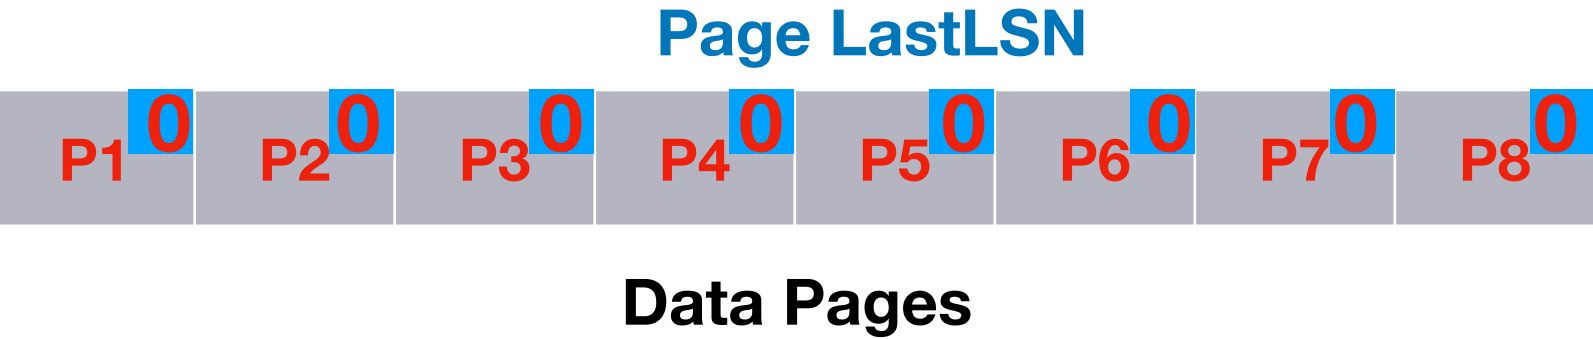 Page LastLSN
P1 0 P2 0 P3 0 P4 0 P5 0 P6 0 P7 0 P8 0
Data Pages